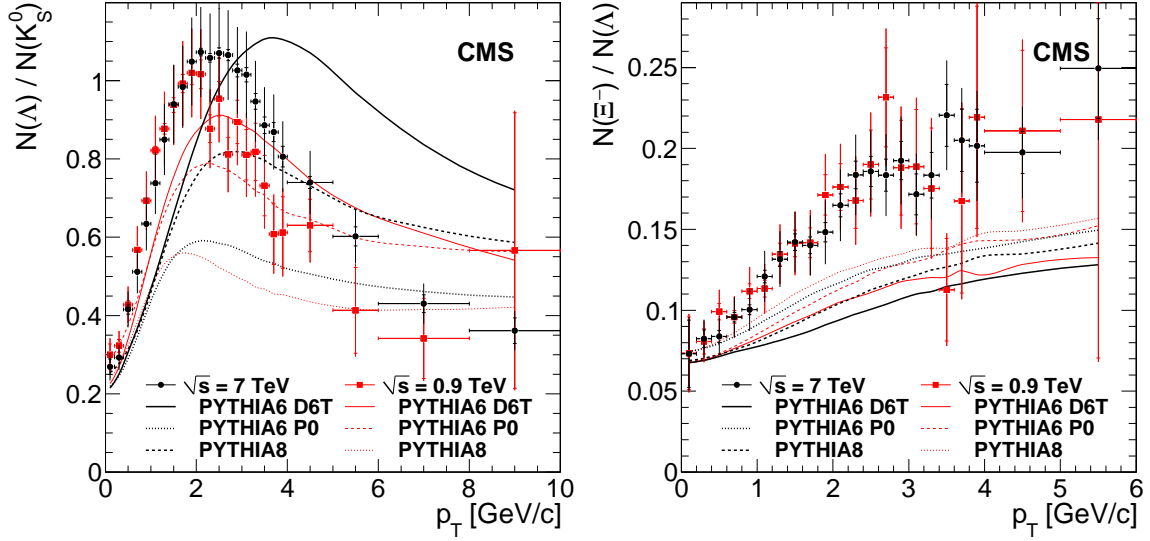 N(Λ) / N(K⁰_S)
1
0.8
0.6
0.4
0.2
0
CMS
√s = 7 TeV
√s = 0.9 TeV
PYTHIA6 D6T
PYTHIA6 D6T
PYTHIA6 P0
PYTHIA6 P0
PYTHIA8
PYTHIA8
0 2 4 6 8 10
p_T [GeV/c]
N(Ξ⁻) / N(Λ)
0.25
0.2
0.15
0.1
0.05
0
CMS
√s = 7 TeV
√s = 0.9 TeV
PYTHIA6 D6T
PYTHIA6 D6T
PYTHIA6 P0
PYTHIA6 P0
PYTHIA8
PYTHIA8
0 1 2 3 4 5 6
p_T [GeV/c]